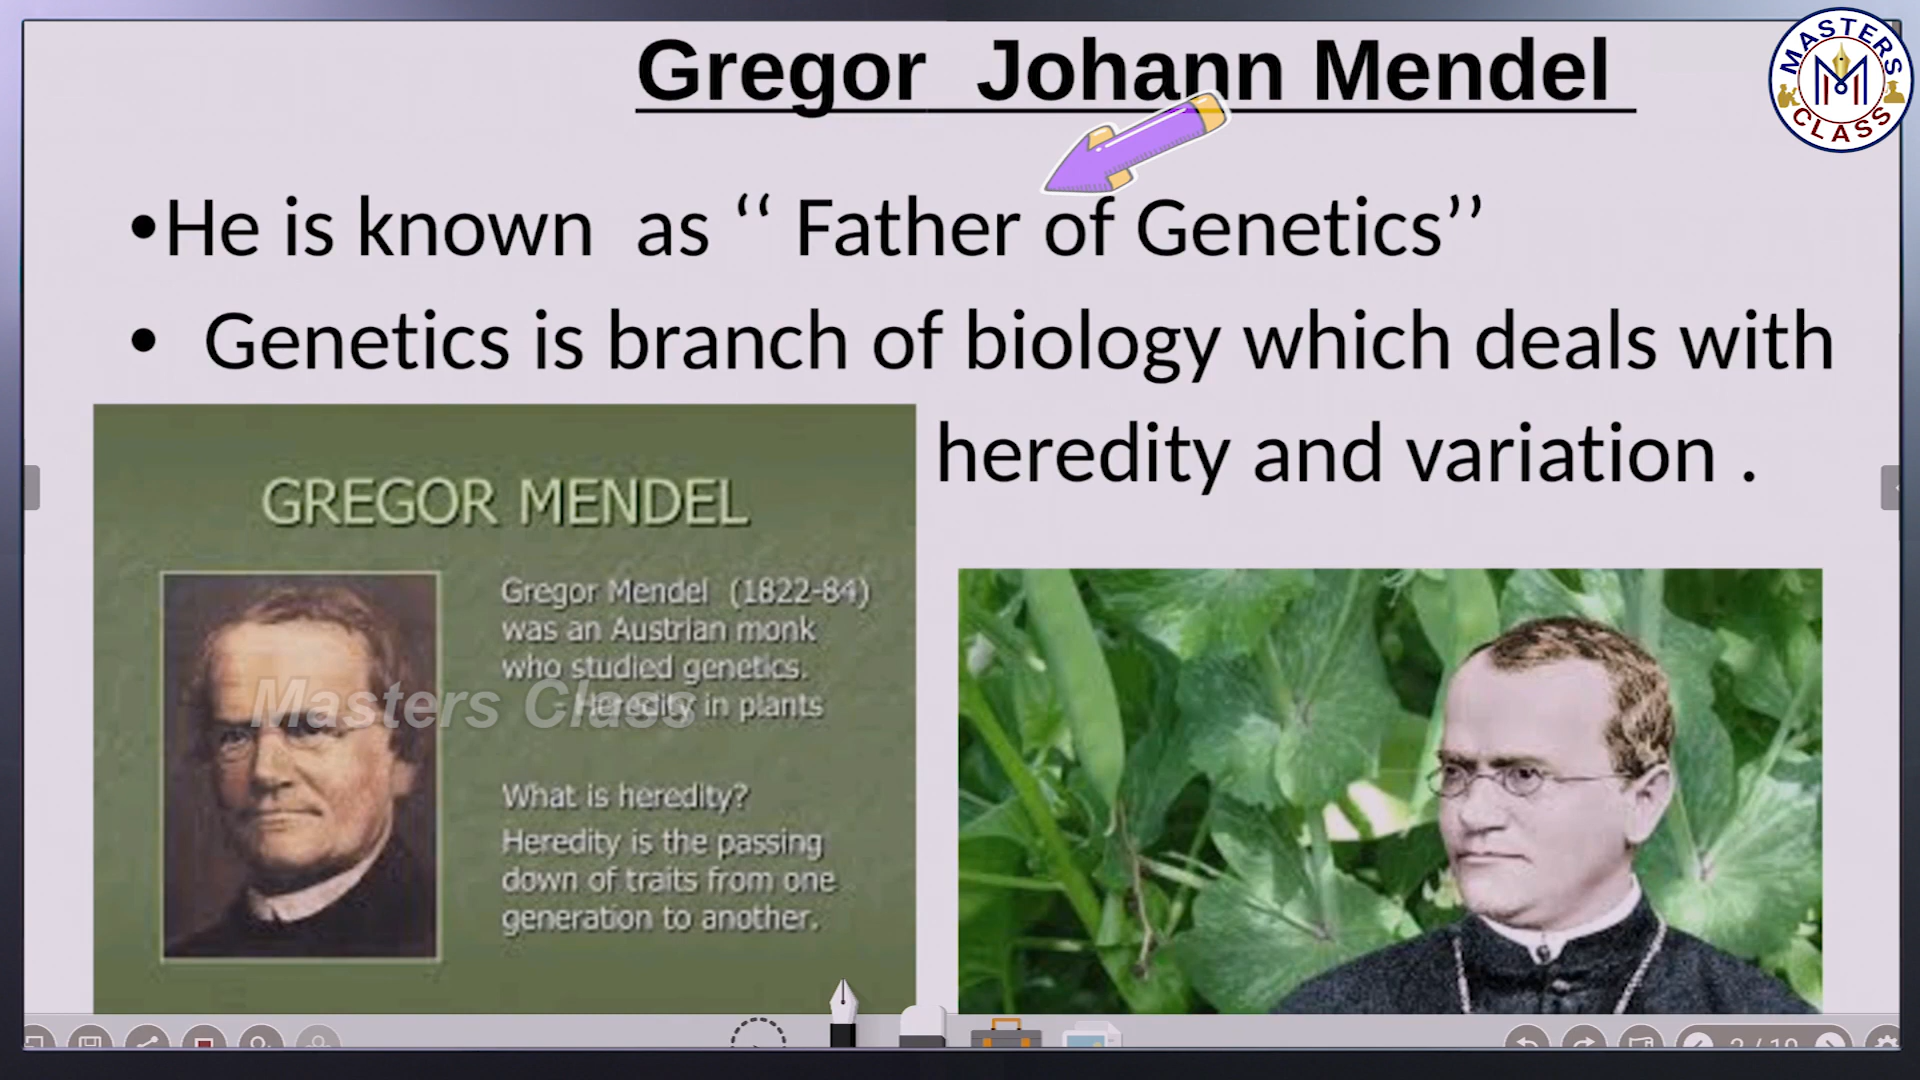 Gregor Johann Mendel
MASTERS CLASS
•He is known as ‘‘ Father of Genetics’’
• Genetics is branch of biology which deals with
heredity and variation .
GREGOR MENDEL
Gregor Mendel (1822-84)
was an Austrian monk
who studied genetics.
Heredity in plants
Masters Class
What is heredity?
Heredity is the passing
down of traits from one
generation to another.